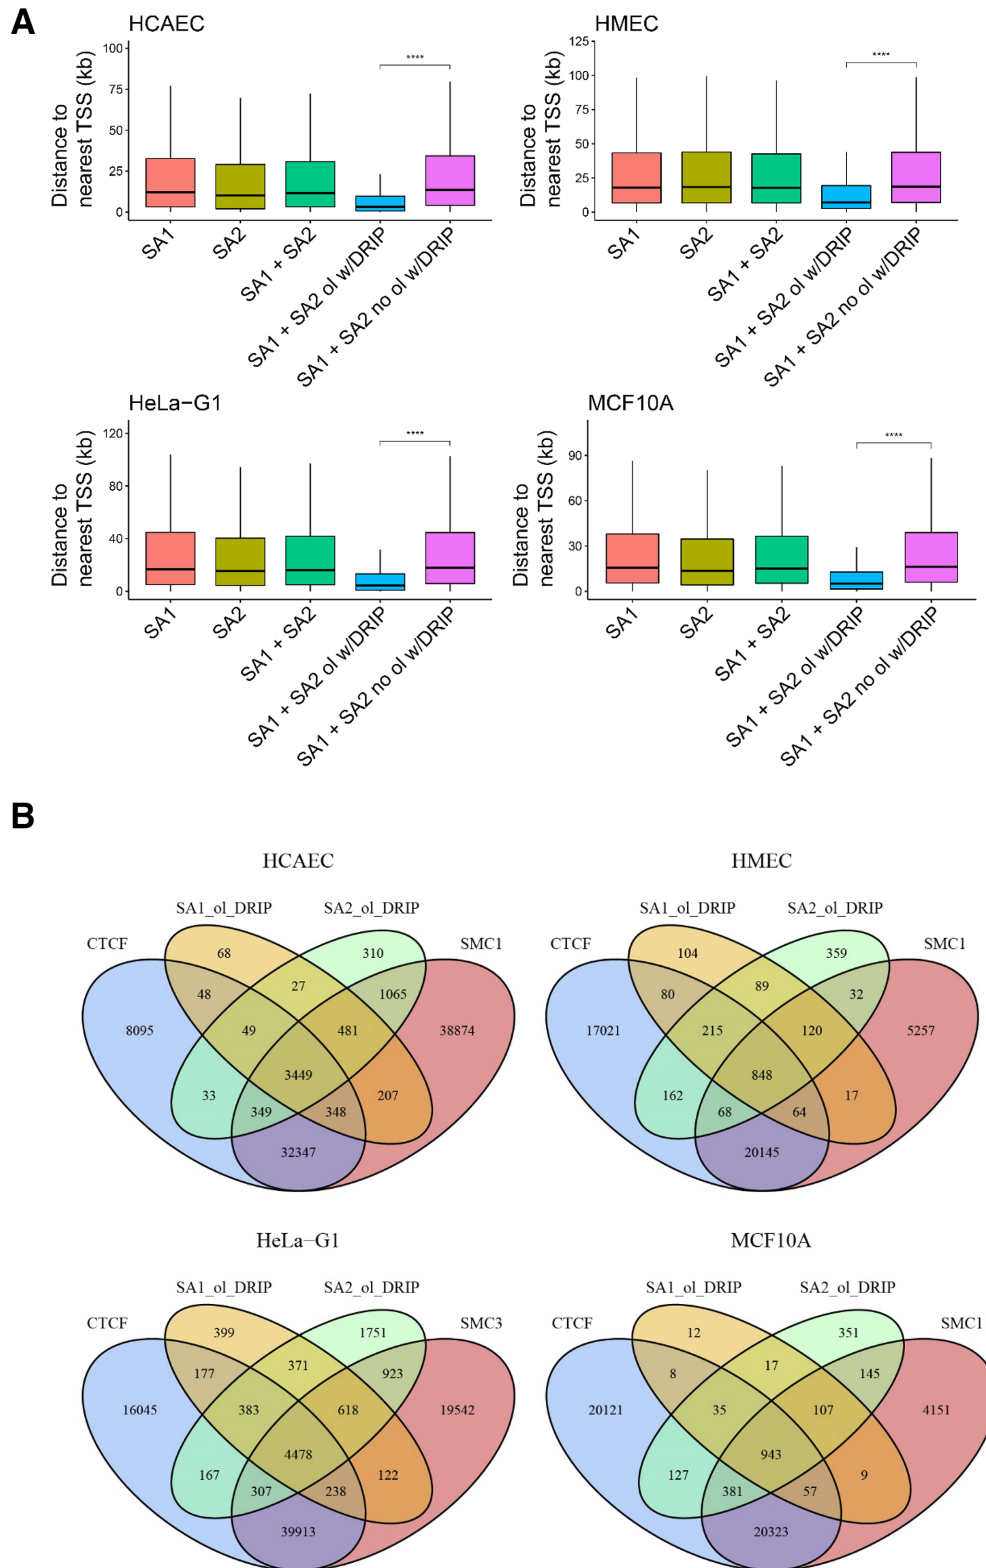 A
HCAEC
Distance to
nearest TSS (kb)
100
75
50
25
0
****
SA1
SA2
SA1 + SA2
SA1 + SA2 ol w/DRIP
SA1 + SA2 no ol w/DRIP
HMEC
Distance to
nearest TSS (kb)
125
100
75
50
25
0
****
SA1
SA2
SA1 + SA2
SA1 + SA2 ol w/DRIP
SA1 + SA2 no ol w/DRIP
HeLa−G1
Distance to
nearest TSS (kb)
120
80
40
0
****
SA1
SA2
SA1 + SA2
SA1 + SA2 ol w/DRIP
SA1 + SA2 no ol w/DRIP
MCF10A
Distance to
nearest TSS (kb)
90
60
30
0
****
SA1
SA2
SA1 + SA2
SA1 + SA2 ol w/DRIP
SA1 + SA2 no ol w/DRIP
B
HCAEC
SA1_ol_DRIP SA2_ol_DRIP
CTCF SMC1
68 310
48 27 1065
8095 49 481 38874
3449
33 349 348 207
32347
HMEC
SA1_ol_DRIP SA2_ol_DRIP
CTCF SMC1
104 359
80 89 32
17021 215 120 5257
848
162 68 64 17
20145
HeLa−G1
SA1_ol_DRIP SA2_ol_DRIP
CTCF SMC3
399 1751
177 371 923
16045 383 618 19542
4478
167 307 238 122
39913
MCF10A
SA1_ol_DRIP SA2_ol_DRIP
CTCF SMC1
12 351
8 17 145
20121 35 107 4151
943
127 381 57 9
20323